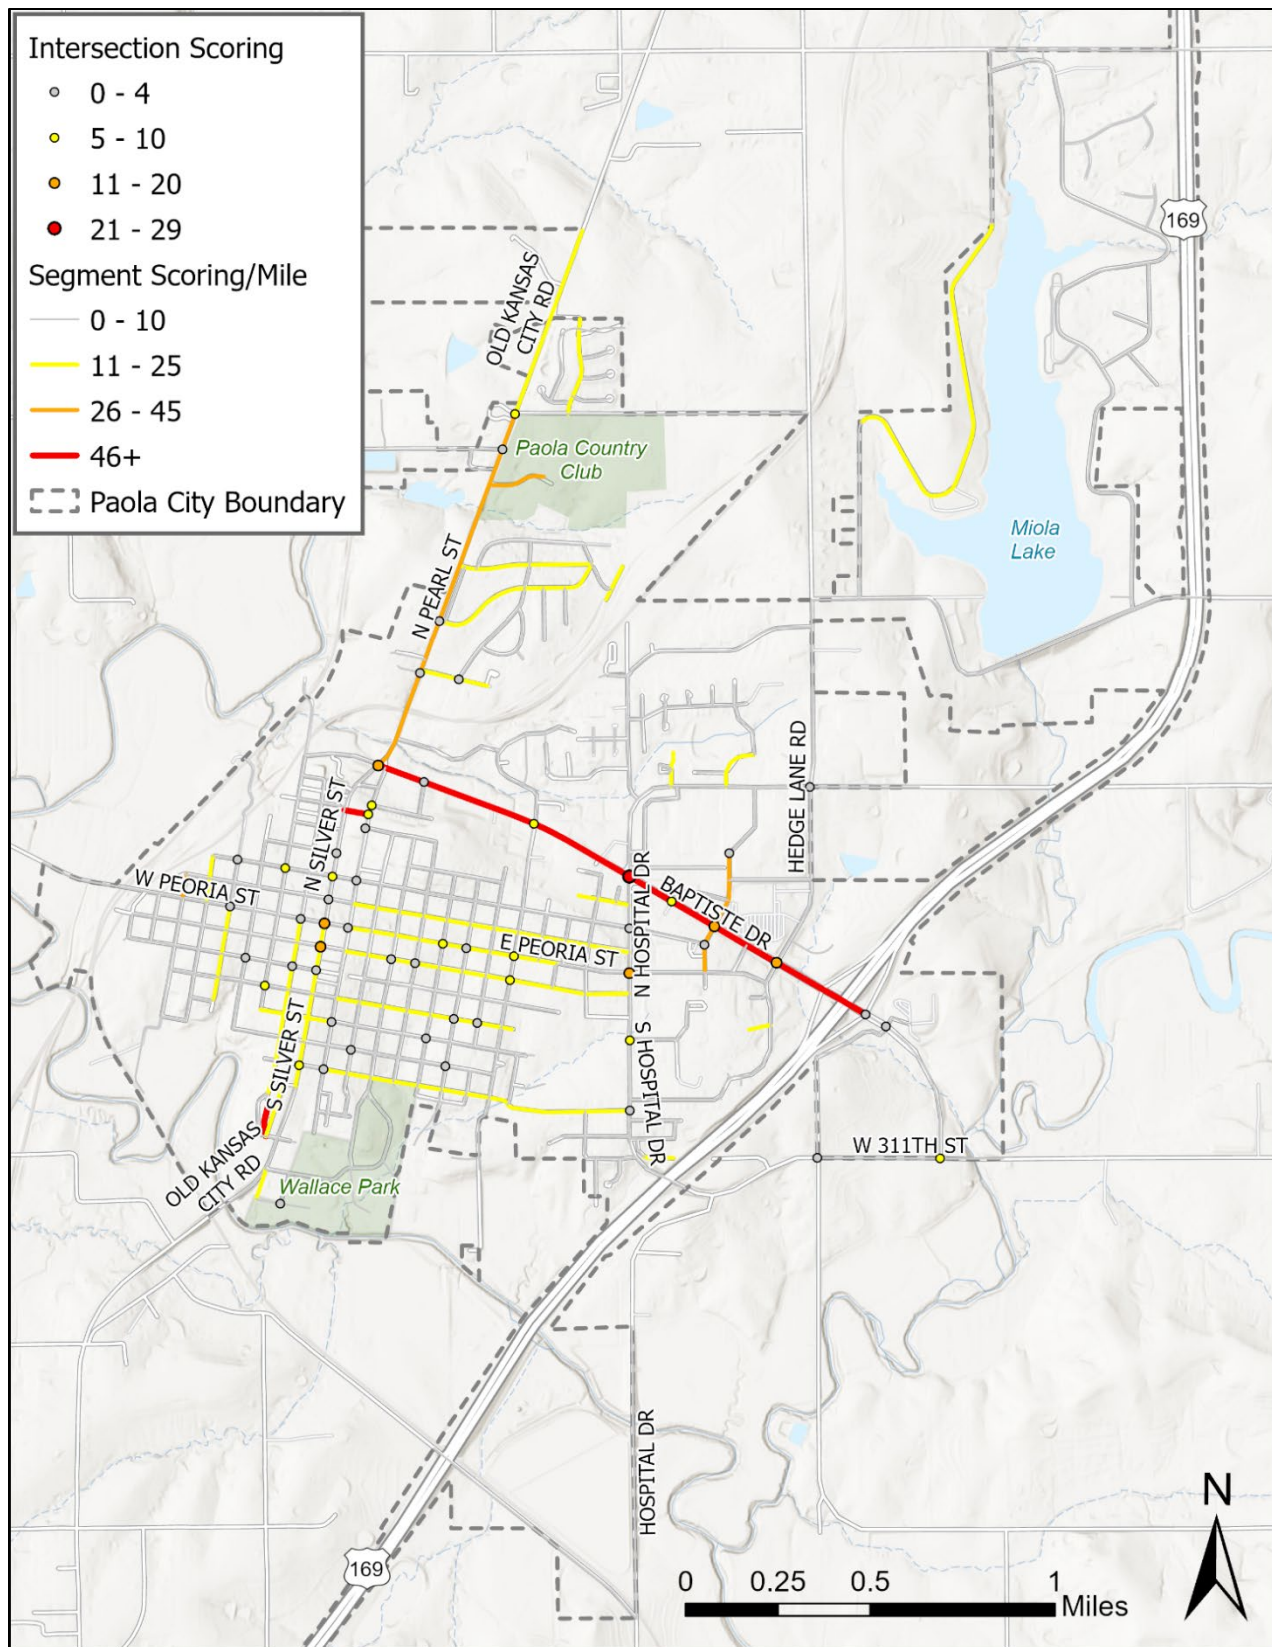 Intersection Scoring
0 - 4
5 - 10
11 - 20
21 - 29
Segment Scoring/Mile
0 - 10
11 - 25
26 - 45
46+
Paola City Boundary
169
OLD KANSAS
CITY RD
Paola Country
Club
Miola
Lake
N PEARL ST
HEDGE LANE RD
N SILVER ST
W PEORIA ST
N HOSPITAL DR
BAPTISTE DR
E PEORIA ST
S SILVER ST
S HOSPITAL DR
OLD KANSAS
CITY RD
W 311TH ST
Wallace Park
HOSPITAL DR
169
N
0 0.25 0.5 1
Miles